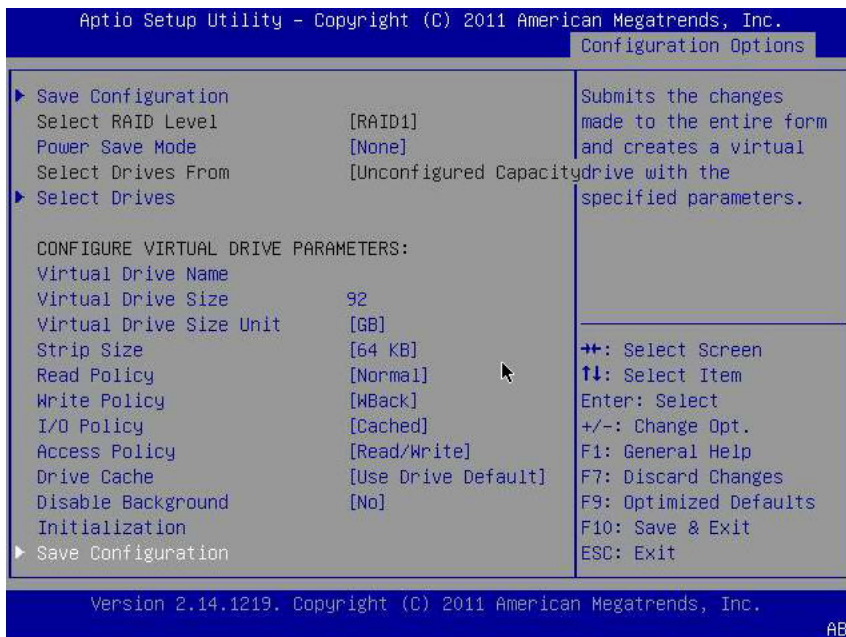 Aptio Setup Utility – Copyright (C) 2011 American Megatrends, Inc.
Configuration Options
Save Configuration
Select RAID Level [RAID1]
Power Save Mode [None]
Select Drives From [Unconfigured Capacity
Select Drives
CONFIGURE VIRTUAL DRIVE PARAMETERS:
Virtual Drive Name
Virtual Drive Size 92
Virtual Drive Size Unit [GB]
Strip Size [64 KB]
Read Policy [Normal]
Write Policy [WBack]
I/O Policy [Cached]
Access Policy [Read/Write]
Drive Cache [Use Drive Default]
Disable Background [No]
Initialization
Save Configuration
Submits the changes
made to the entire form
and creates a virtual
drive with the
specified parameters.
→←: Select Screen
↑↓: Select Item
Enter: Select
+/-: Change Opt.
F1: General Help
F7: Discard Changes
F9: Optimized Defaults
F10: Save & Exit
ESC: Exit
Version 2.14.1219. Copyright (C) 2011 American Megatrends, Inc.
AB